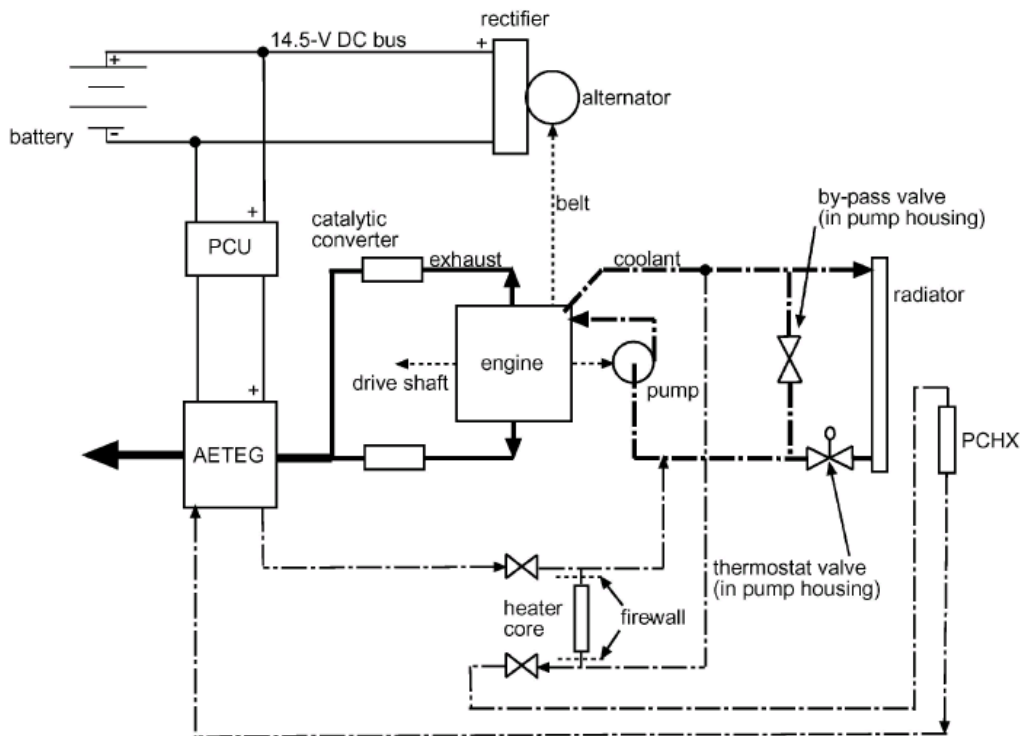 rectifier
14.5-V DC bus
+
+
alternator
-
battery
belt
by-pass valve
(in pump housing)
catalytic
converter
+
PCU
exhaust
coolant
radiator
engine
drive shaft
pump
+
AETEG
PCHX
thermostat valve
(in pump housing)
heater
core
firewall